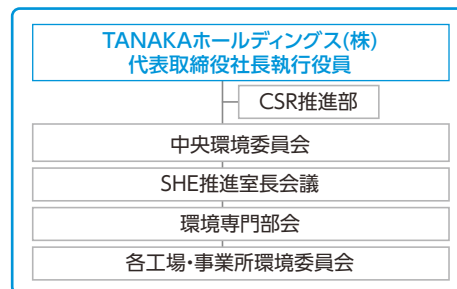 TANAKAホールディングス(株)
代表取締役社長執行役員
CSR推進部
中央環境委員会
SHE推進室長会議
環境専門部会
各工場・事業所環境委員会